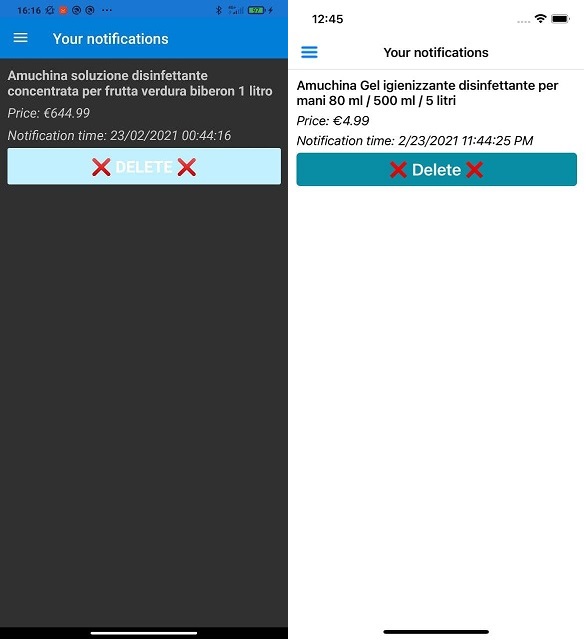 16:16
97
Your notifications
Amuchina soluzione disinfettante
concentrata per frutta verdura biberon 1 litro
Price: €644.99
Notification time: 23/02/2021 00:44:16
❌ DELETE ❌
12:45
Your notifications
Amuchina Gel igienizzante disinfettante per
mani 80 ml / 500 ml / 5 litri
Price: €4.99
Notification time: 2/23/2021 11:44:25 PM
❌ Delete ❌